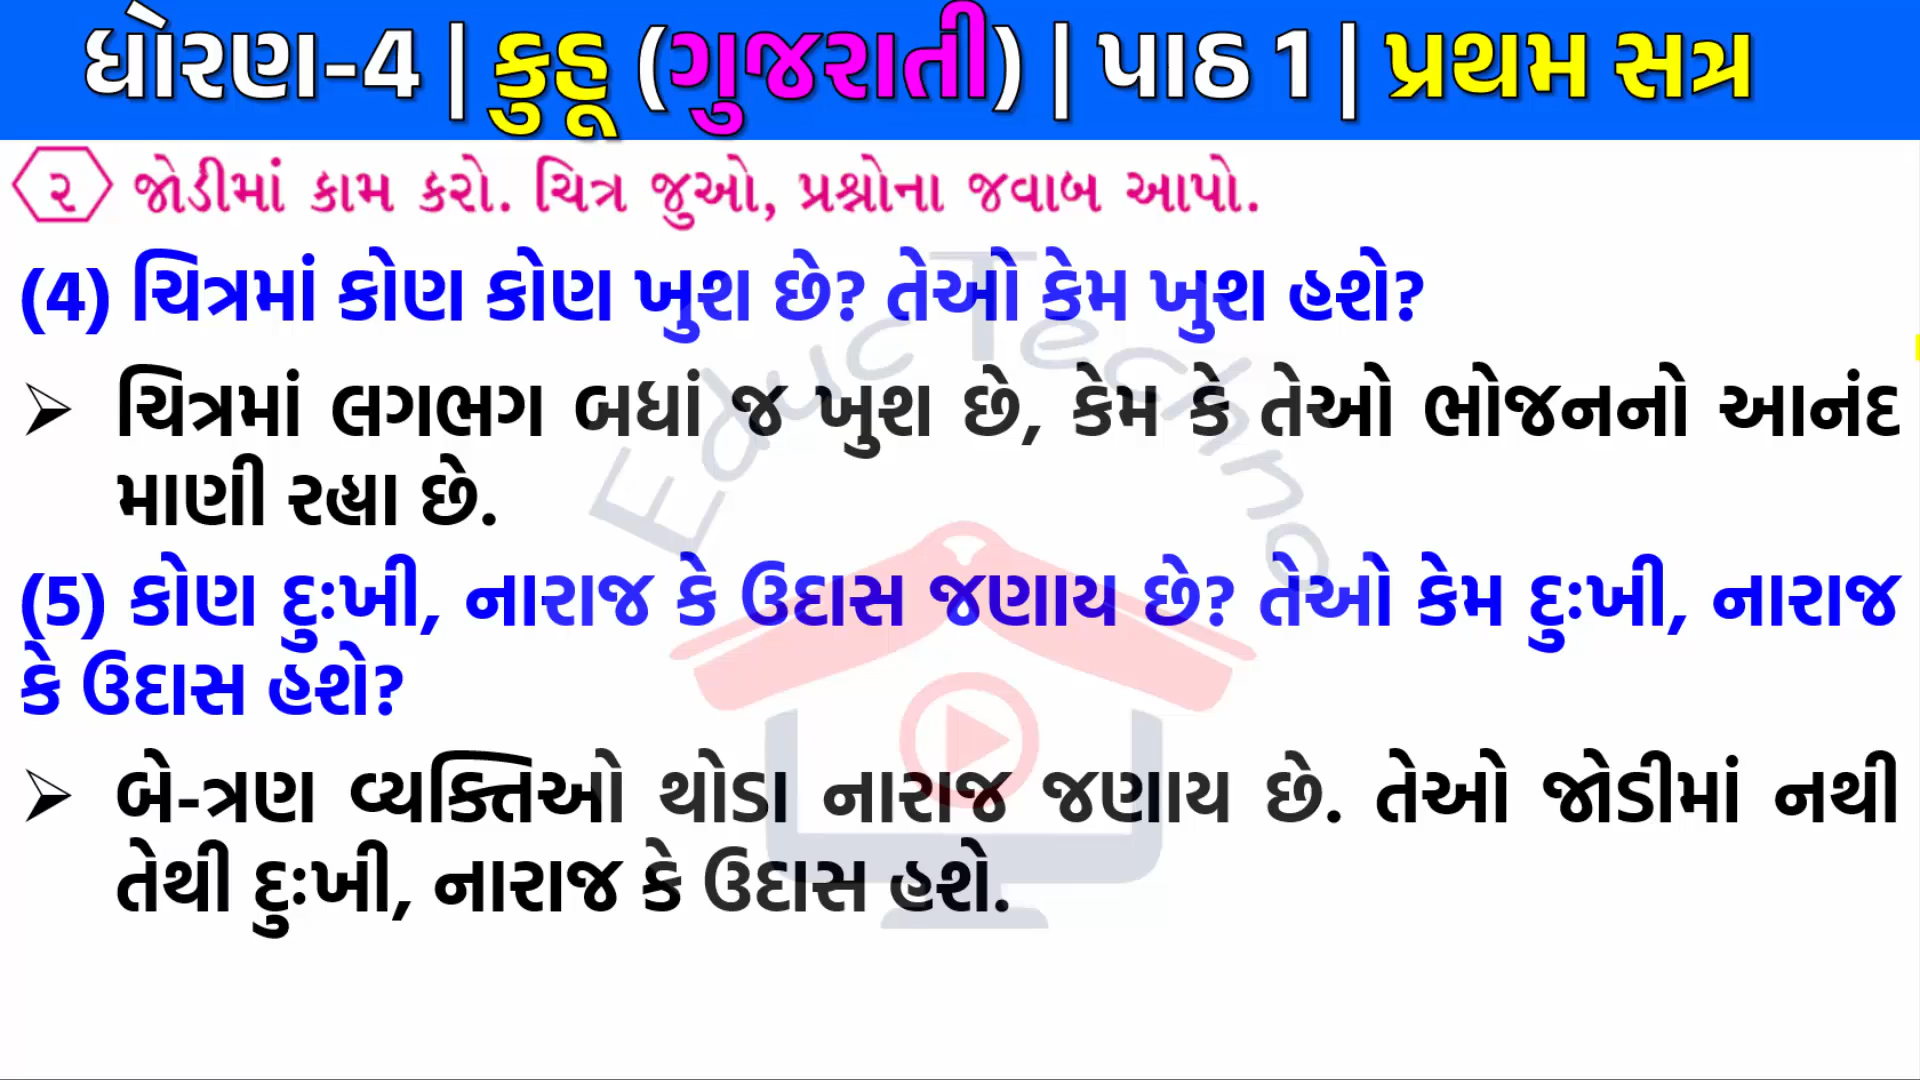 ધોરણ-4 | કુહૂ (ગુજરાતી) | પાઠ 1 | પ્રથમ સત્ર
૨ જોડીમાં કામ કરો. ચિત્ર જુઓ, પ્રશ્નોના જવાબ આપો.
(4) ચિત્રમાં કોણ કોણ ખુશ છે? તેઓ કેમ ખુશ હશે?
➢ ચિત્રમાં લગભગ બધાં જ ખુશ છે, કેમ કે તેઓ ભોજનનો આનંદ
માણી રહ્યા છે.
(5) કોણ દુઃખી, નારાજ કે ઉદાસ જણાય છે? તેઓ કેમ દુઃખી, નારાજ
કે ઉદાસ હશે?
➢ બે-ત્રણ વ્યક્તિઓ થોડા નારાજ જણાય છે. તેઓ જોડીમાં નથી
તેથી દુઃખી, નારાજ કે ઉદાસ હશે.
EducTechno